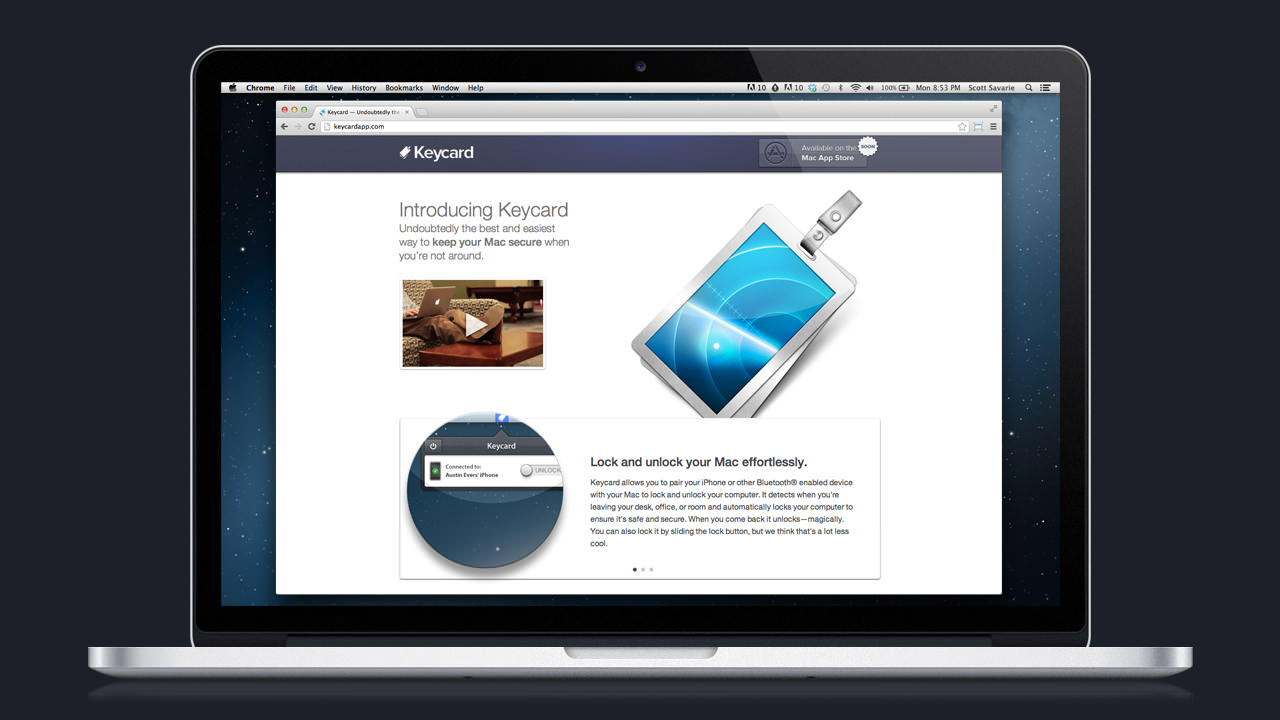 Chrome File Edit View History Bookmarks Window Help 10 10 100% Mon 8:53 PM Scott Savarie
Keycard — Undoubtedly the
keycardapp.com
Keycard
Available on the
Mac App Store
SOON
Introducing Keycard
Undoubtedly the best and easiest
way to keep your Mac secure when
you're not around.
Keycard
Connected to:
Austin Evers' iPhone
UNLOCK
Lock and unlock your Mac effortlessly.
Keycard allows you to pair your iPhone or other Bluetooth® enabled device
with your Mac to lock and unlock your computer. It detects when you're
leaving your desk, office, or room and automatically locks your computer to
ensure it's safe and secure. When you come back it unlocks—magically.
You can also lock it by sliding the lock button, but we think that's a lot less
cool.